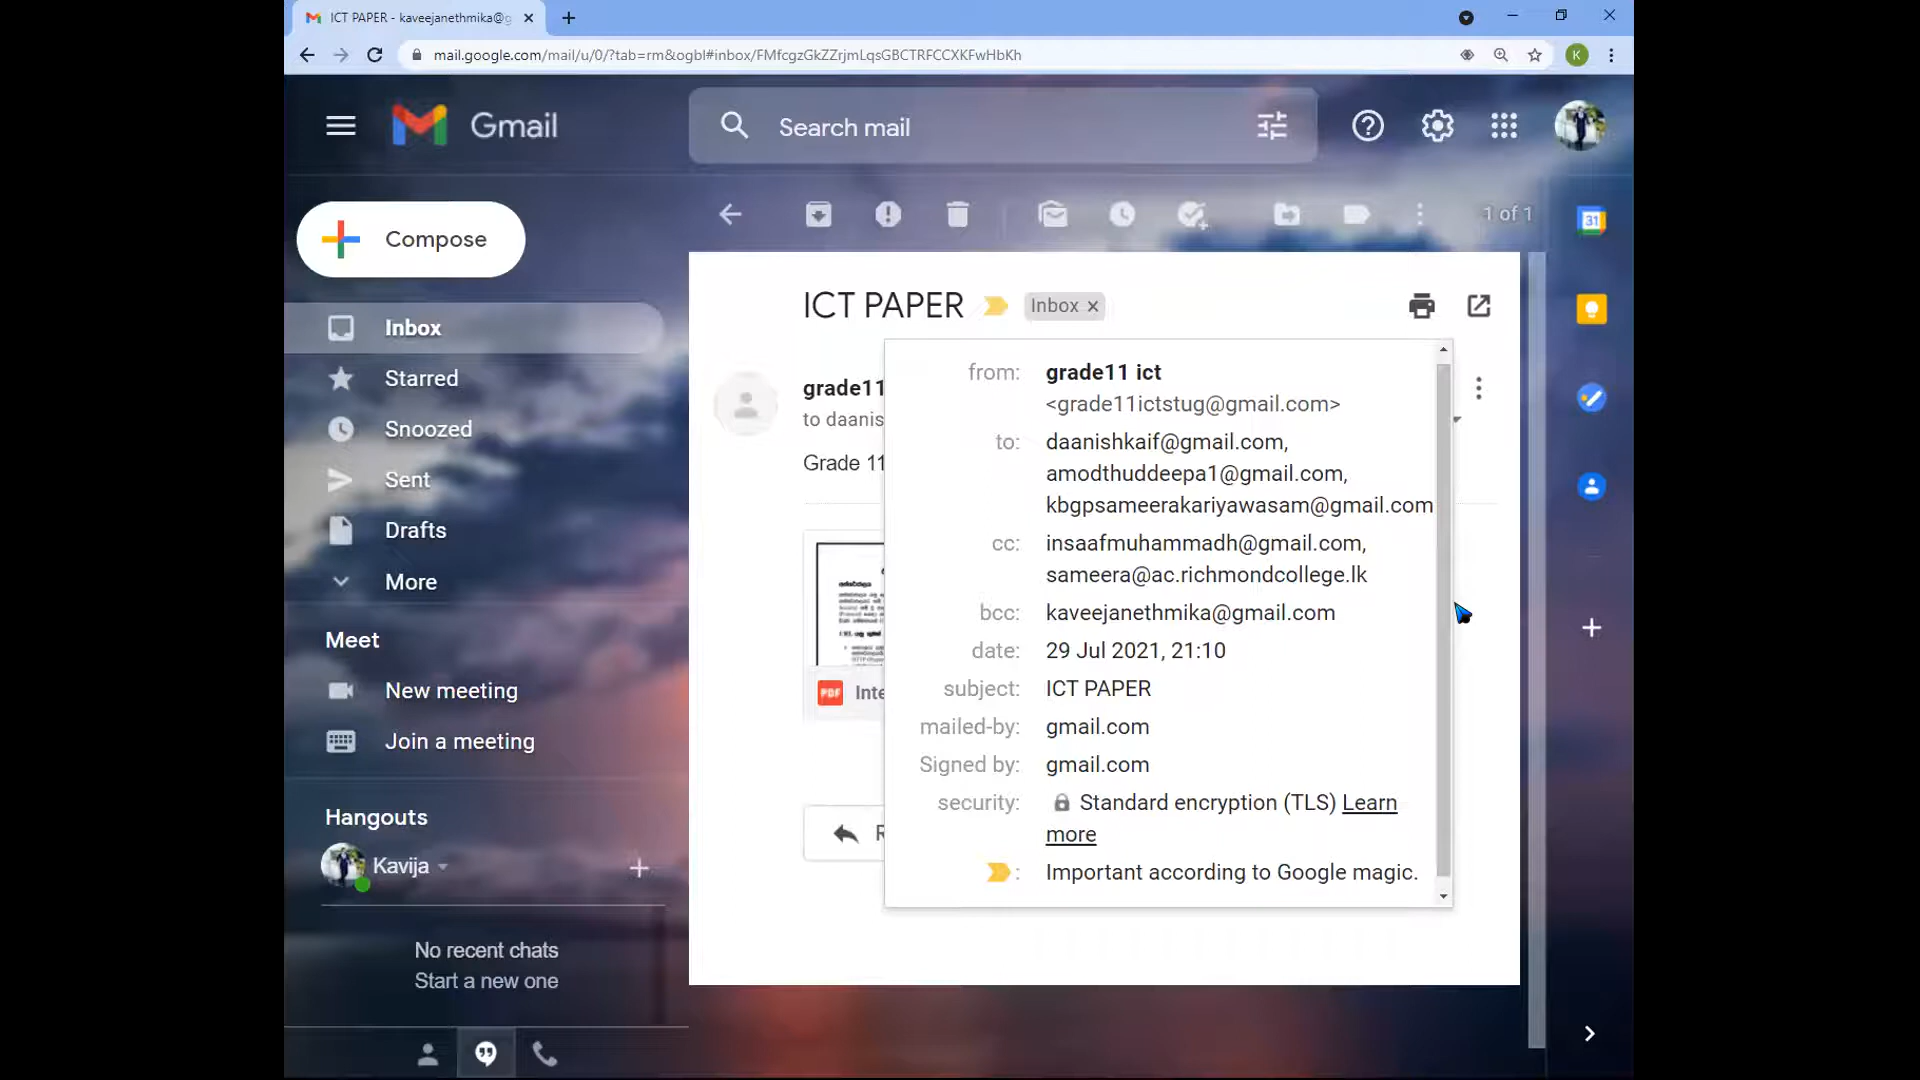 ICT PAPER - kaveejanethmika@g
mail.google.com/mail/u/0/?tab=rm&ogbl#inbox/FMfcgzGkZZrjmLqsGBCTRFCCXKFwHbKh
K
Gmail
Search mail
Compose
1 of 1
31
Inbox
Starred
Snoozed
Sent
Drafts
More
Meet
New meeting
Join a meeting
Hangouts
Kavija
No recent chats
Start a new one
ICT PAPER Inbox
grade11
to daanis
Grade 11
PDF Inte
R
from: grade11 ict
<grade11ictstug@gmail.com>
to: daanishkaif@gmail.com,
amodthuddeepa1@gmail.com,
kbgpsameerakariyawasam@gmail.com
cc: insaafmuhammadh@gmail.com,
sameera@ac.richmondcollege.lk
bcc: kaveejanethmika@gmail.com
date: 29 Jul 2021, 21:10
subject: ICT PAPER
mailed-by: gmail.com
Signed by: gmail.com
security: Standard encryption (TLS) Learn
more
: Important according to Google magic.